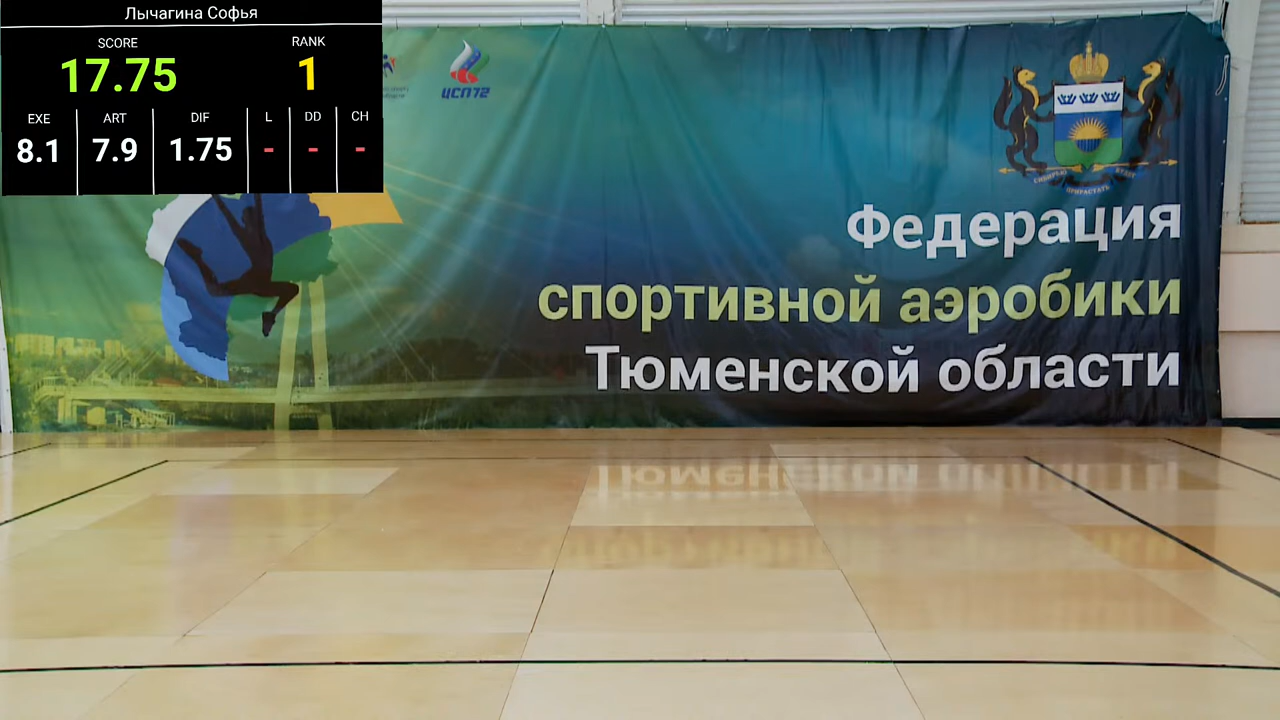 Лычагина Софья
SCORE
RANK
17.75
1
EXE
ART
DIF
L
DD
CH
8.1
7.9
1.75
-
-
-
ЦСП72
Федерация
спортивной аэробики
Тюменской области